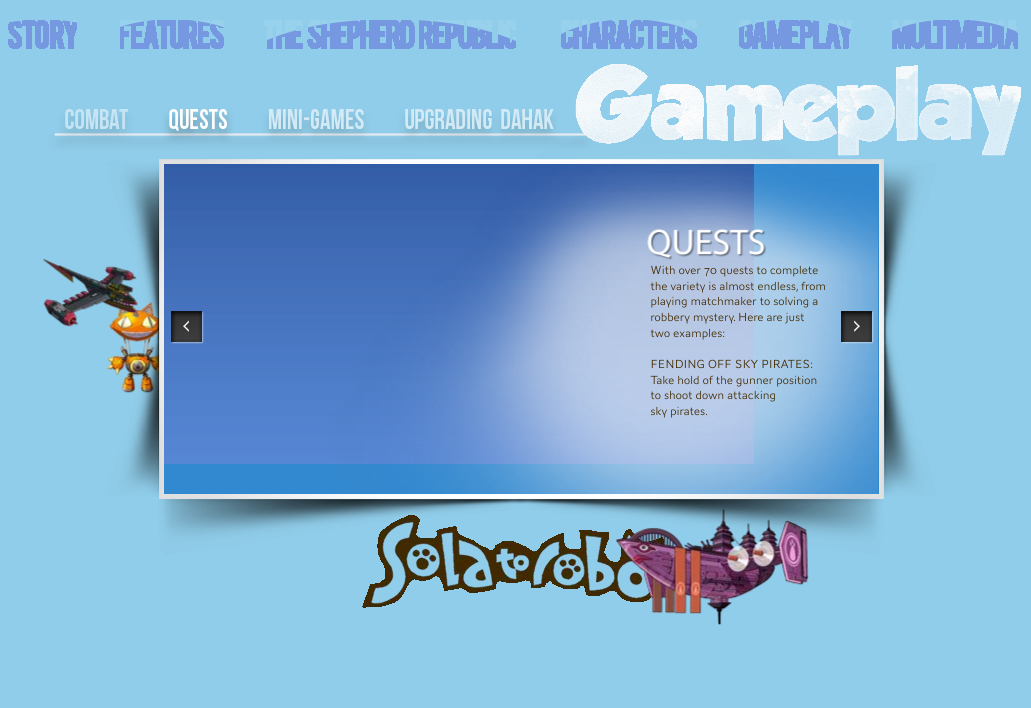 STORY FEATURES THE SHEPHERD REPUBLIC CHARACTERS GAMEPLAY MULTIMEDIA
Gameplay
COMBAT QUESTS MINI-GAMES UPGRADING DAHAK
QUESTS
With over 70 quests to complete
the variety is almost endless, from
playing matchmaker to solving a
robbery mystery. Here are just
two examples:
FENDING OFF SKY PIRATES:
Take hold of the gunner position
to shoot down attacking
sky pirates.
Solatorobo